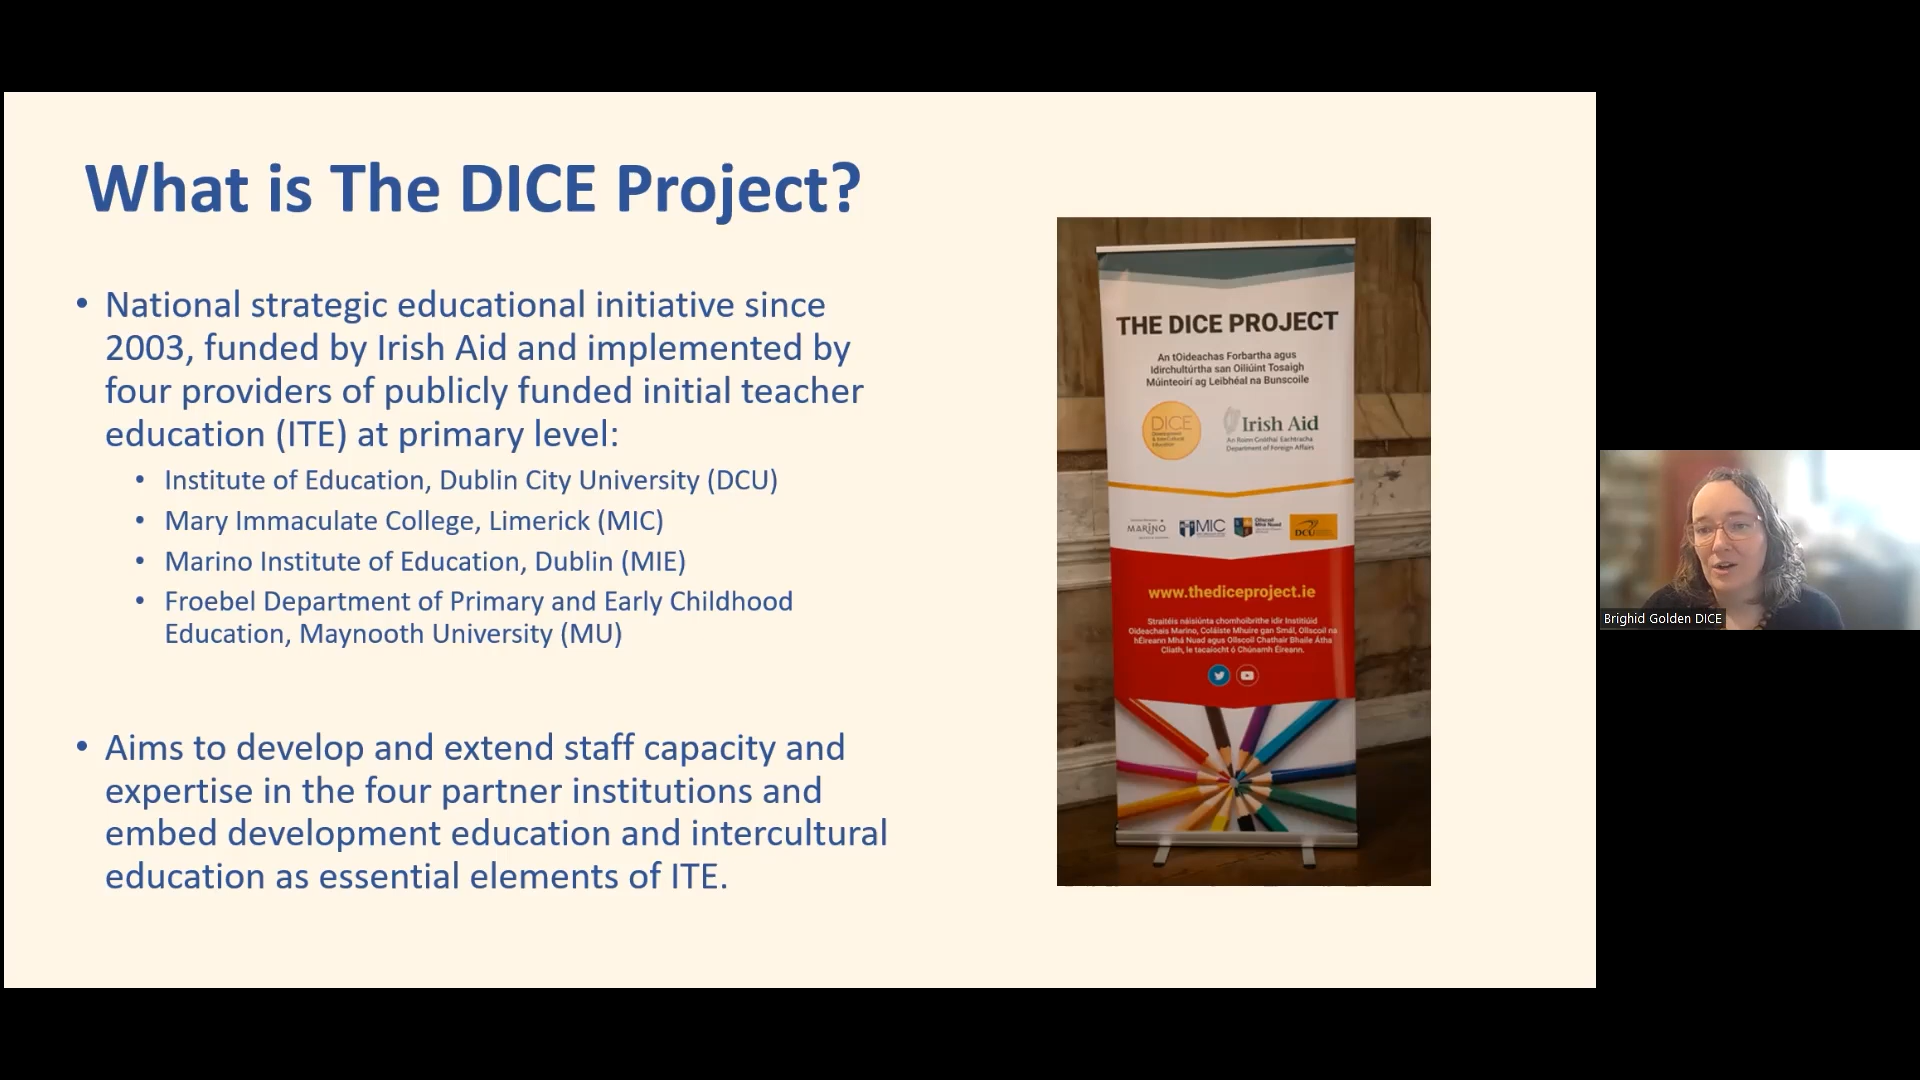 What is The DICE Project?
• National strategic educational initiative since
2003, funded by Irish Aid and implemented by
four providers of publicly funded initial teacher
education (ITE) at primary level:
• Institute of Education, Dublin City University (DCU)
• Mary Immaculate College, Limerick (MIC)
• Marino Institute of Education, Dublin (MIE)
• Froebel Department of Primary and Early Childhood
Education, Maynooth University (MU)
• Aims to develop and extend staff capacity and
expertise in the four partner institutions and
embed development education and intercultural
education as essential elements of ITE.
THE DICE PROJECT
An tOideachas Forbartha agus
Idirchultúrtha san Oiliúint Tosaigh
Múinteoirí ag Leibhéal na Bunscoile
DICE
Development
& InterCultural
Education
Irish Aid
An Roinn Gnóthaí Eachtracha
Department of Foreign Affairs
MARINO
MIC
Ollscoil
Mhá Nuad
DCU
www.thediceproject.ie
Straitéis náisiúnta chomhoibrithe idir Institiúid
Oideachais Marino, Coláiste Mhuire gan Smál, Ollscoil na
hÉireann Mhá Nuad agus Ollscoil Chathair Bhaile Átha
Cliath, le tacaíocht ó Chúnamh Éireann.
Brighid Golden DICE